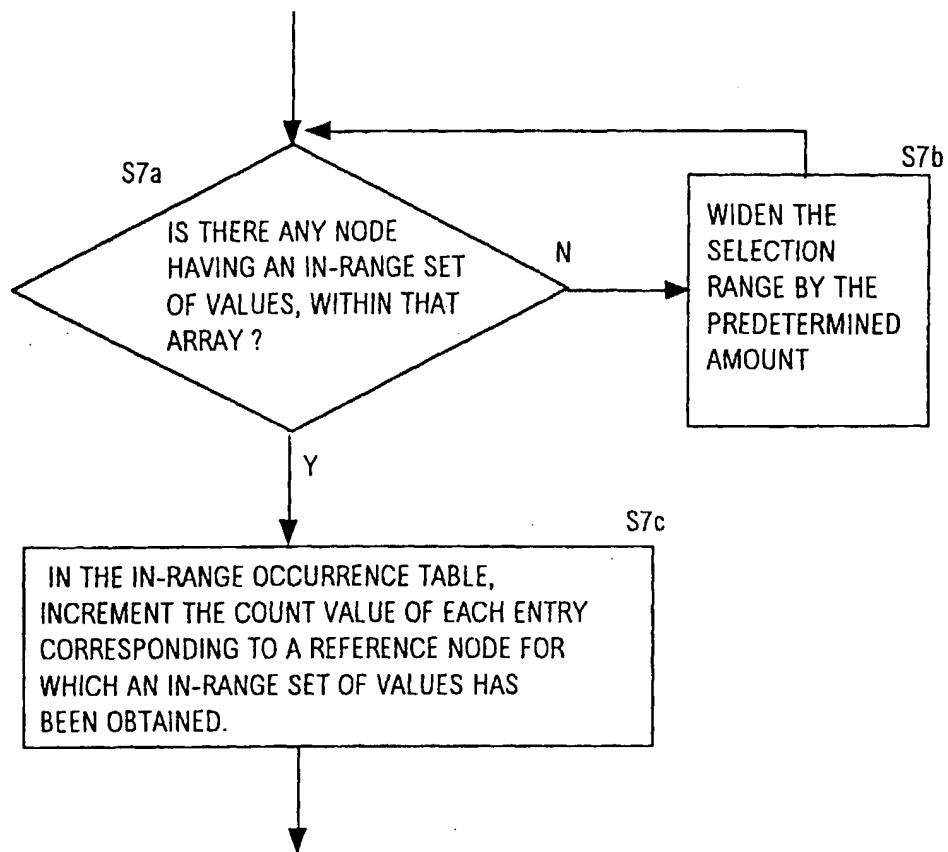 S7a
IS THERE ANY NODE
HAVING AN IN-RANGE SET
OF VALUES, WITHIN THAT
ARRAY ?
N
S7b
WIDEN THE
SELECTION
RANGE BY THE
PREDETERMINED
AMOUNT
Y
S7c
IN THE IN-RANGE OCCURRENCE TABLE,
INCREMENT THE COUNT VALUE OF EACH ENTRY
CORRESPONDING TO A REFERENCE NODE FOR
WHICH AN IN-RANGE SET OF VALUES HAS
BEEN OBTAINED.